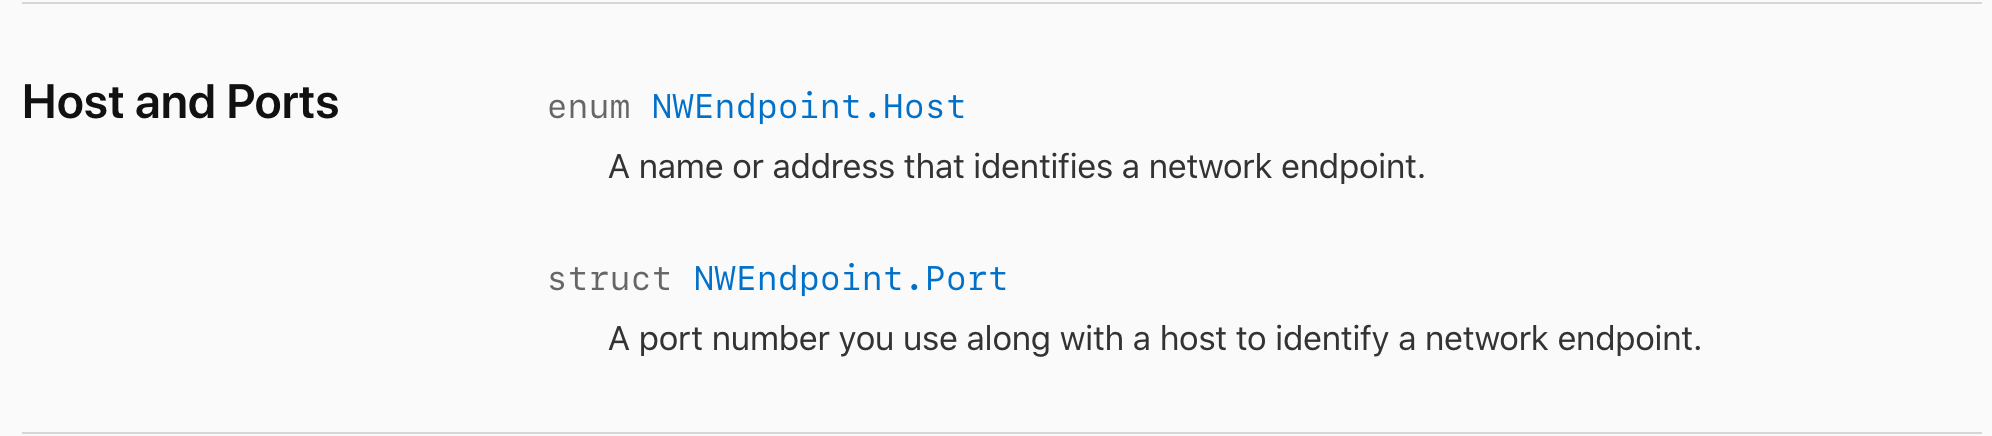 Host and Ports
enum NWEndpoint.Host
A name or address that identifies a network endpoint.
struct NWEndpoint.Port
A port number you use along with a host to identify a network endpoint.